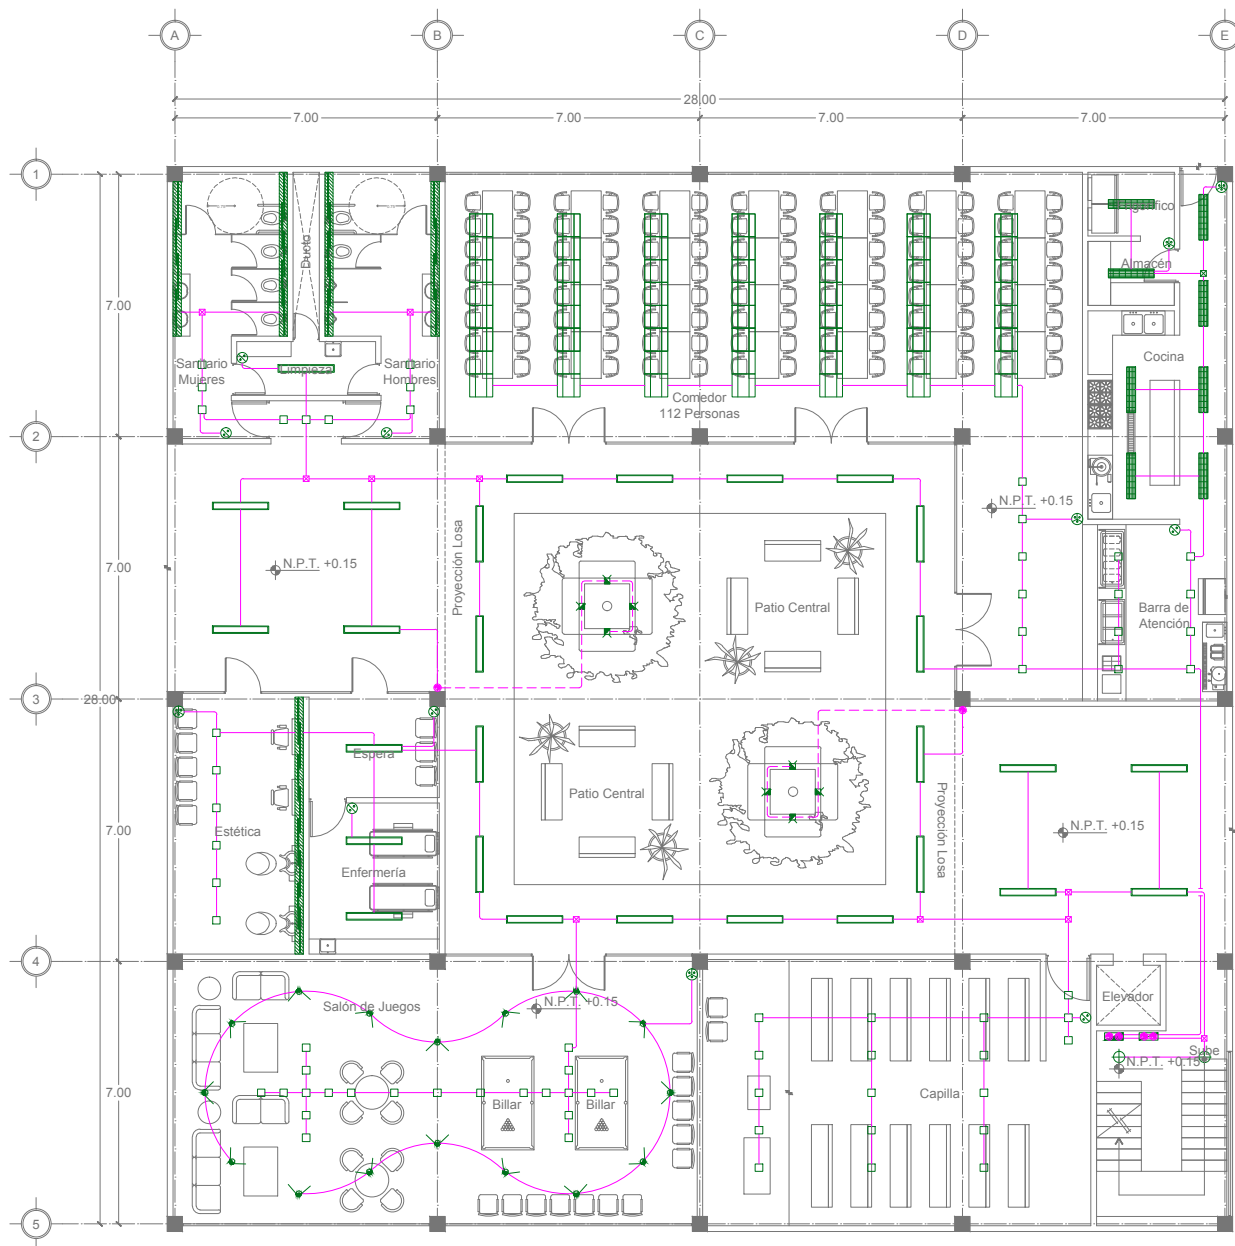 A
B
C
D
E
28.00
7.00
7.00
7.00
7.00
1
Ducto
Almacén
7.00
Cocina
Sanitario
Mujeres
Limpieza
Sanitario
Hombres
Comedor
112 Personas
2
N.P.T. +0.15
Proyección Losa
N.P.T. +0.15
7.00
Patio Central
Barra de
Atención
3
28.00
Espera
Patio Central
Proyección Losa
N.P.T. +0.15
7.00
Estética
Enfermería
4
Salón de Juegos
N.P.T. +0.15
Elevador
Sube
N.P.T. +0.15
7.00
Billar
Billar
Capilla
5